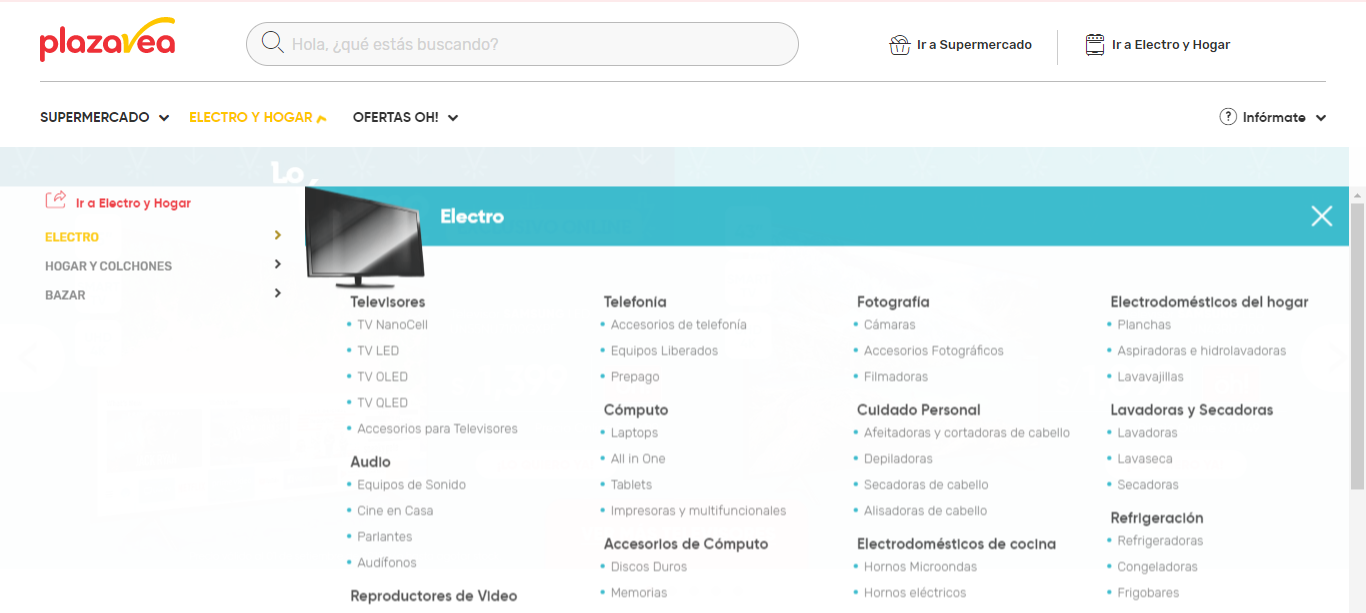 plazavea
Hola, ¿qué estás buscando?
Ir a Supermercado
Ir a Electro y Hogar
SUPERMERCADO
ELECTRO Y HOGAR
OFERTAS OH!
? Infórmate
Lo
Ir a Electro y Hogar
ELECTRO
HOGAR Y COLCHONES
BAZAR
Electro
Televisores
TV NanoCell
TV LED
TV OLED
TV OLED
Accesorios para Televisores
Audio
Equipos de Sonido
Cine en Casa
Parlantes
Audífonos
Reproductores de Video
Telefonía
Accesorios de telefonía
Equipos Liberados
Prepago
Cómputo
Laptops
All in One
Tablets
Impresoras y multifuncionales
Accesorios de Cómputo
Discos Duros
Memorias
Fotografía
Cámaras
Accesorios Fotográficos
Filmadoras
Cuidado Personal
Afeitadoras y cortadoras de cabello
Depiladoras
Secadoras de cabello
Alisadoras de cabello
Electrodomésticos de cocina
Hornos Microondas
Hornos eléctricos
Electrodomésticos del hogar
Planchas
Aspiradoras e hidrolavadoras
Lavavajillas
Lavadoras y Secadoras
Lavadoras
Lavaseca
Secadoras
Refrigeración
Refrigeradoras
Congeladoras
Frigobares